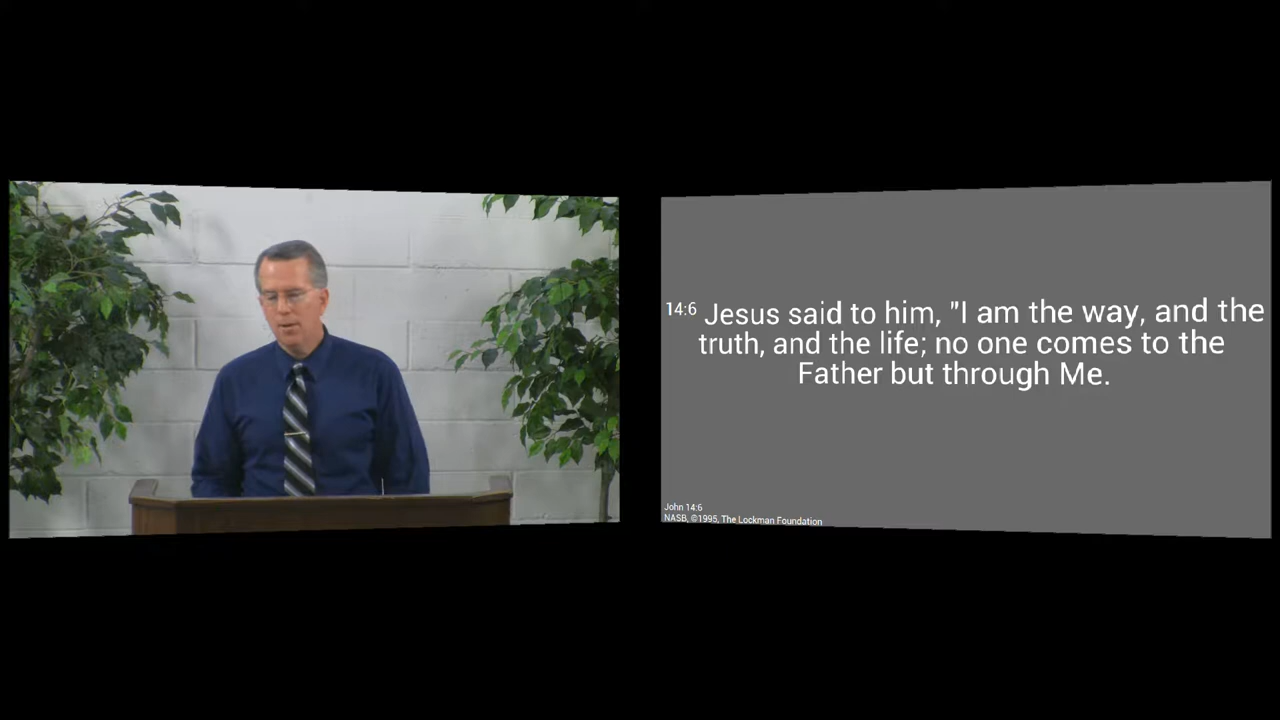 14:6 Jesus said to him, "I am the way, and the
truth, and the life; no one comes to the
Father but through Me.
John 14:6
NASB, ©1995, The Lockman Foundation